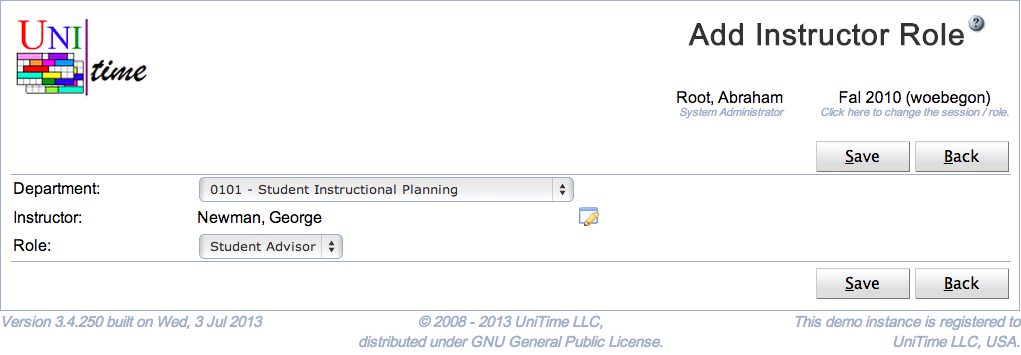 UNI
time
Add Instructor Role
?
Root, Abraham
System Administrator
Fal 2010 (woebegon)
Click here to change the session / role.
Save
Back
Department:
0101 - Student Instructional Planning
Instructor:
Newman, George
Role:
Student Advisor
Save
Back
Version 3.4.250 built on Wed, 3 Jul 2013
© 2008 - 2013 UniTime LLC,
distributed under GNU General Public License.
This demo instance is registered to
UniTime LLC, USA.